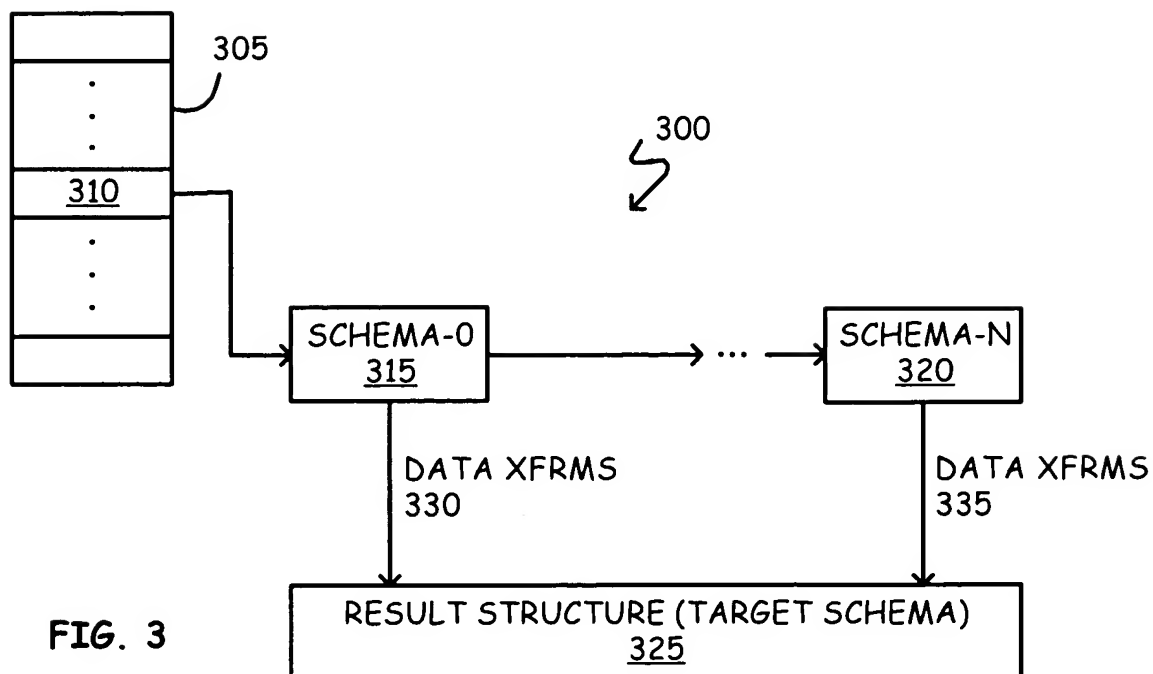 305
300
310
SCHEMA-0
315
...
SCHEMA-N
320
DATA XFRMS
330
DATA XFRMS
335
RESULT STRUCTURE (TARGET SCHEMA)
325
FIG. 3